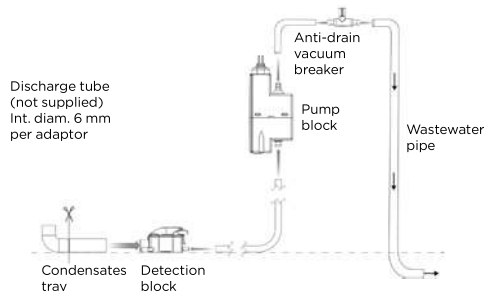 Anti-drain
vacuum
breaker
Discharge tube
(not supplied)
Int. diam. 6 mm
per adaptor
Pump
block
Wastewater
pipe
Condensates
tray
Detection
block